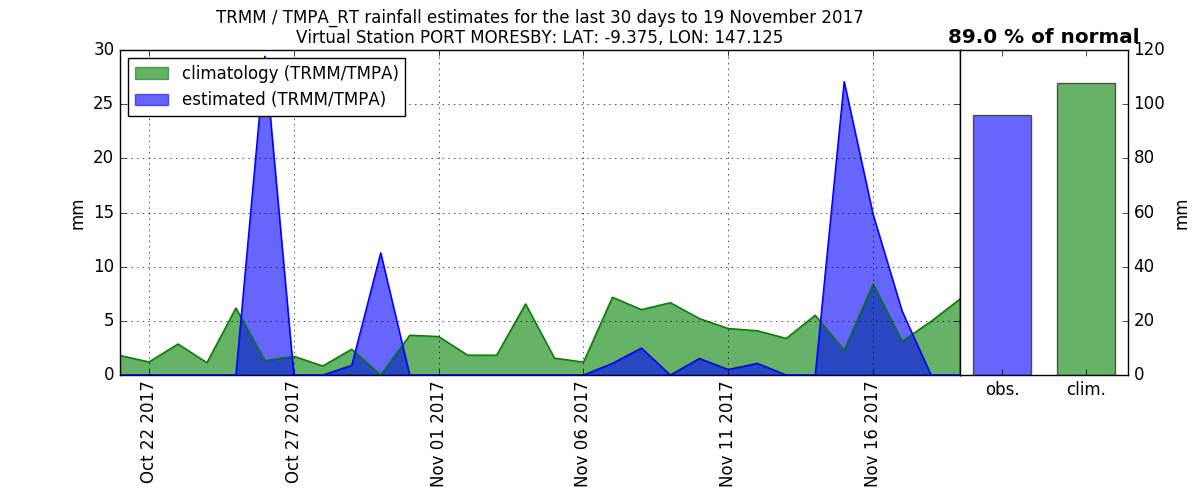 TRMM / TMPA_RT rainfall estimates for the last 30 days to 19 November 2017
Virtual Station PORT MORESBY: LAT: -9.375, LON: 147.125
89.0 % of normal
climatology (TRMM/TMPA)
estimated (TRMM/TMPA)
30
25
20
15
10
5
0
mm
Oct 22 2017
Oct 27 2017
Nov 01 2017
Nov 06 2017
Nov 11 2017
Nov 16 2017
obs.
clim.
120
100
80
60
40
20
0
mm